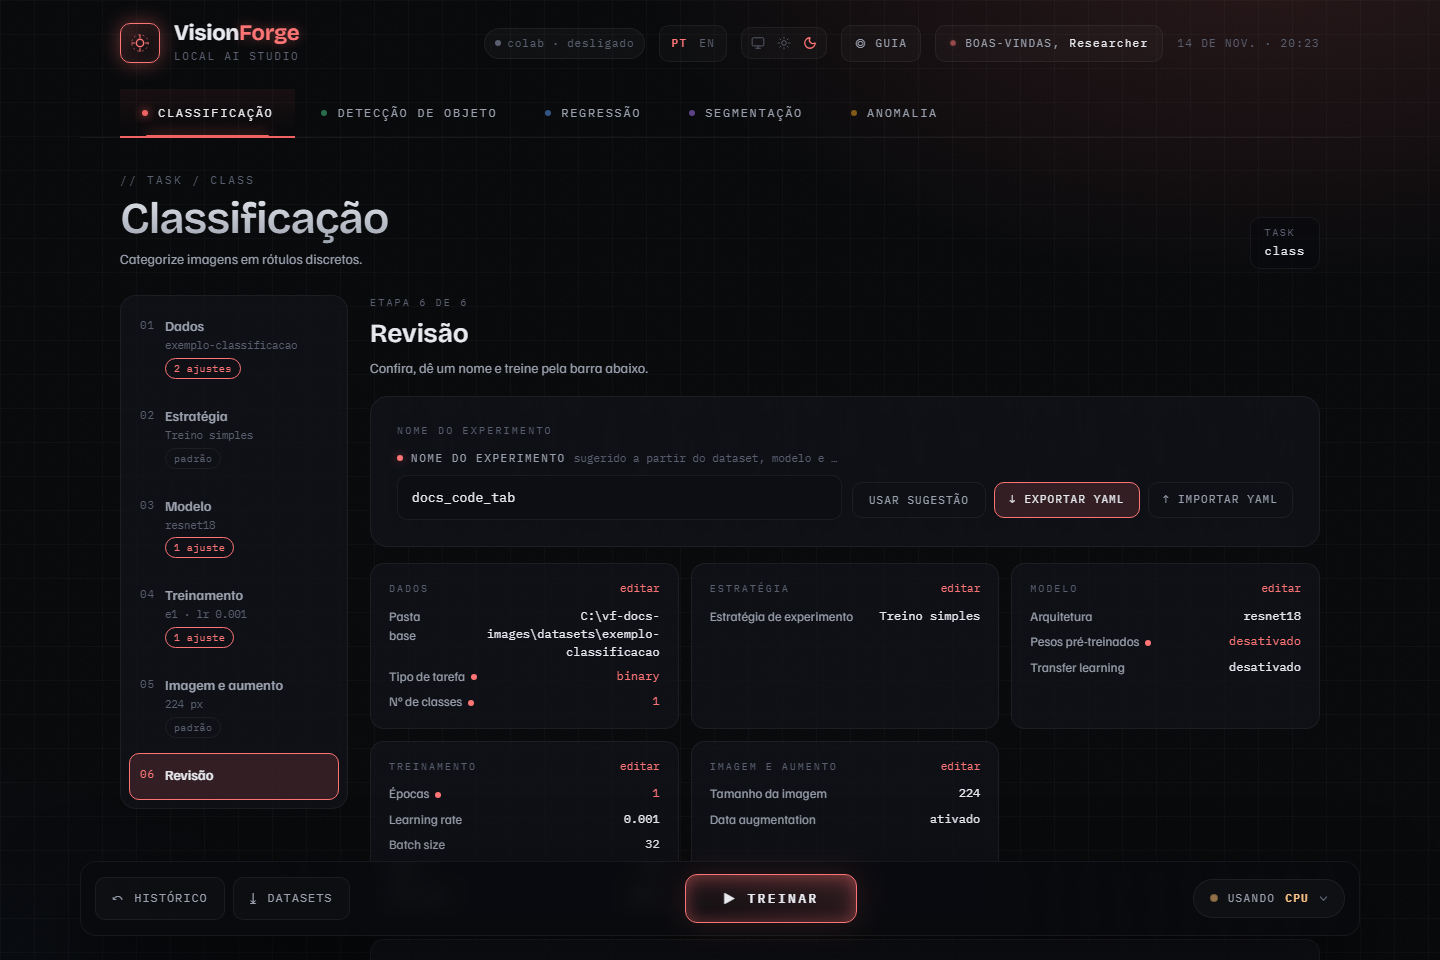 VisionForge
LOCAL AI STUDIO
colab · desligado
PT EN
GUIA
BOAS-VINDAS, Researcher
14 DE NOV. · 20:23
CLASSIFICAÇÃO
DETECÇÃO DE OBJETO
REGRESSÃO
SEGMENTAÇÃO
ANOMALIA
// TASK / CLASS
Classificação
Categorize imagens em rótulos discretos.
TASK
class
01 Dados
exemplo-classificacao
2 ajustes
02 Estratégia
Treino simples
padrão
03 Modelo
resnet18
1 ajuste
04 Treinamento
e1 · lr 0.001
1 ajuste
05 Imagem e aumento
224 px
padrão
06 Revisão
ETAPA 6 DE 6
Revisão
Confira, dê um nome e treine pela barra abaixo.
NOME DO EXPERIMENTO
NOME DO EXPERIMENTO sugerido a partir do dataset, modelo e …
docs_code_tab
USAR SUGESTÃO
↓ EXPORTAR YAML
↑ IMPORTAR YAML
DADOS editar
Pasta base
C:\vf-docs-
images\datasets\exemplo-
classificacao
Tipo de tarefa binary
Nº de classes 1
ESTRATÉGIA editar
Estratégia de experimento Treino simples
MODELO editar
Arquitetura resnet18
Pesos pré-treinados desativado
Transfer learning desativado
TREINAMENTO editar
Épocas 1
Learning rate 0.001
Batch size 32
IMAGEM E AUMENTO editar
Tamanho da imagem 224
Data augmentation ativado
HISTÓRICO
DATASETS
TREINAR
USANDO CPU